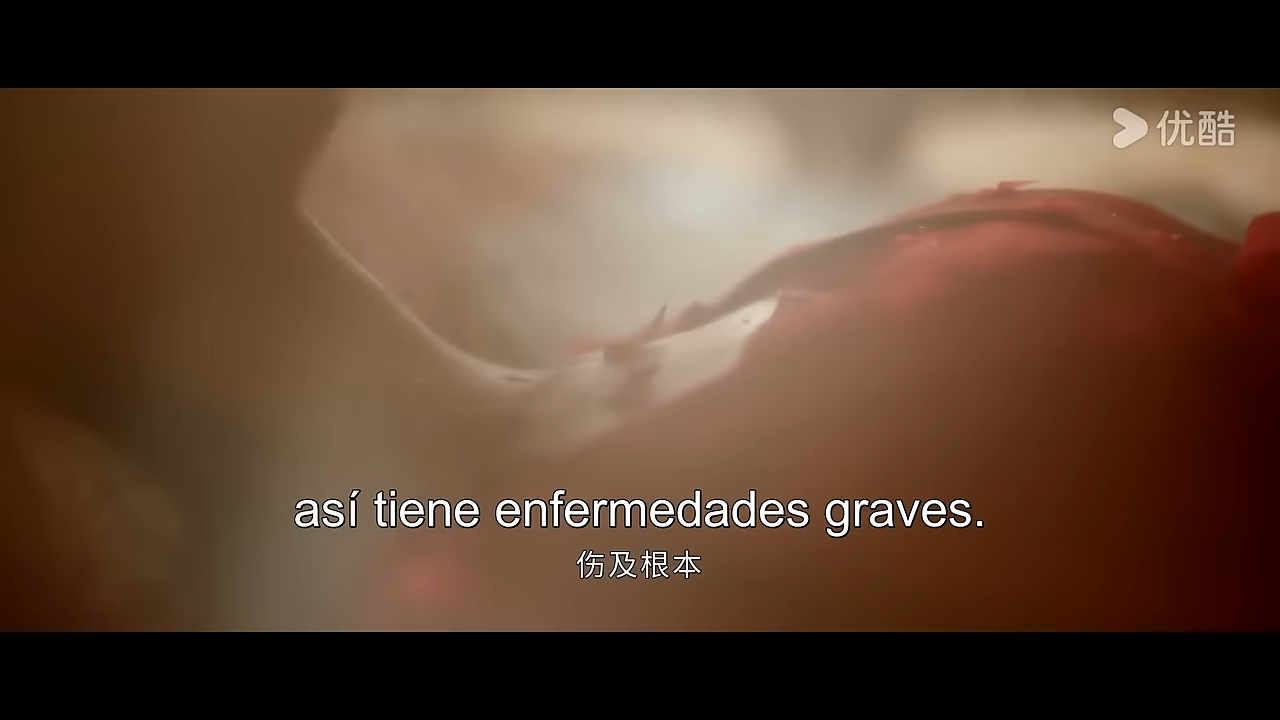 优酷
así tiene enfermedades graves.
伤及根本